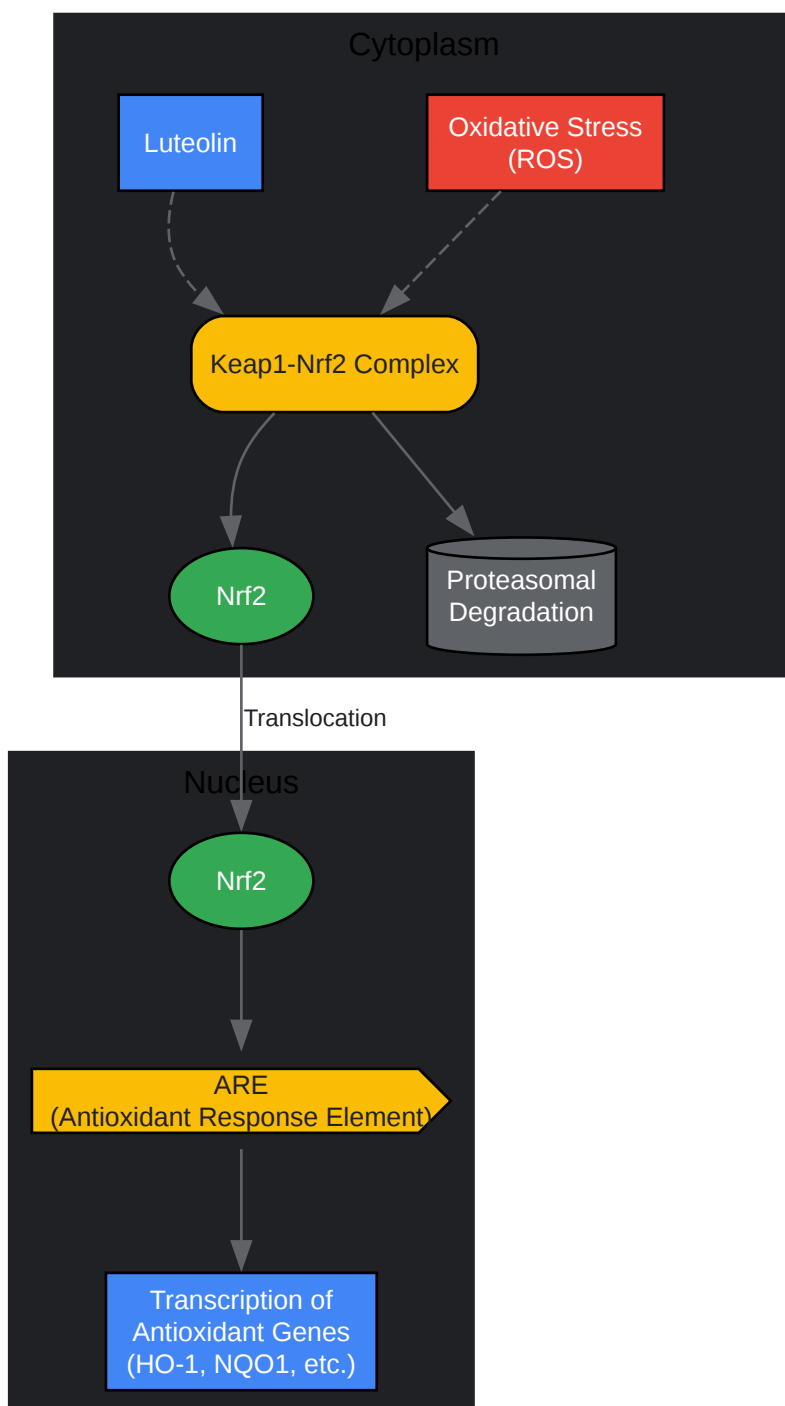 Cytoplasm
Luteolin
Oxidative Stress
(ROS)
Keap1-Nrf2 Complex
Nrf2
Proteasomal
Degradation
Translocation
Nucleus
Nrf2
ARE
(Antioxidant Response Element)
Transcription of
Antioxidant Genes
(HO-1, NQO1, etc.)